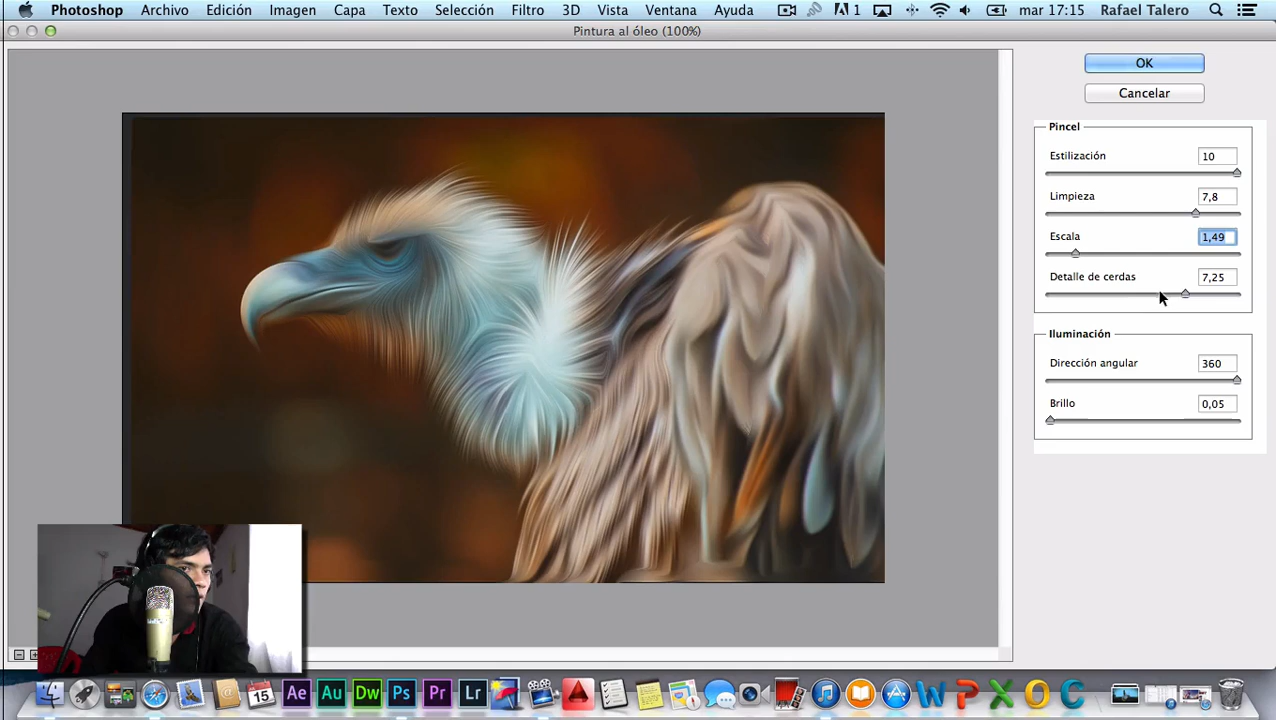 Photoshop Archivo Edición Imagen Capa Texto Selección Filtro 3D Vista Ventana Ayuda 1 mar 17:15 Rafael Talero
Pintura al óleo (100%)
OK
Cancelar
Pincel
Estilización 10
Limpieza 7,8
Escala 1,49
Detalle de cerdas 7,25
Iluminación
Dirección angular 360
Brillo 0,05
15 Ae Au Dw Ps Pr Lr